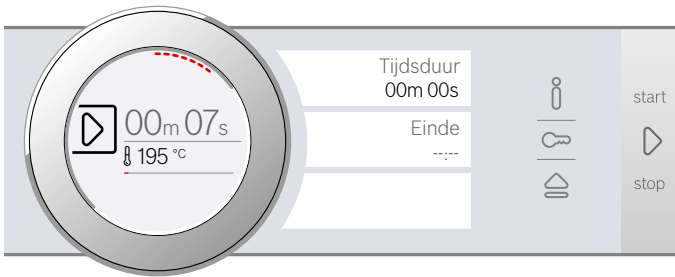 00m 07s
195 °C
Tijdsduur
00m 00s
Einde
--:--
start
stop